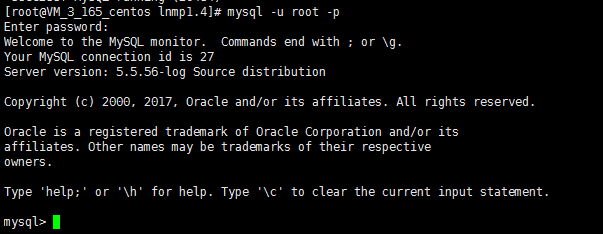 [root@VM_3_165_centos lnmp1.4]# mysql -u root -p
Enter password:
Welcome to the MySQL monitor.  Commands end with ; or \g.
Your MySQL connection id is 27
Server version: 5.5.56-log Source distribution
Copyright (c) 2000, 2017, Oracle and/or its affiliates. All rights reserved.
Oracle is a registered trademark of Oracle Corporation and/or its
affiliates. Other names may be trademarks of their respective
owners.
Type 'help;' or '\h' for help. Type '\c' to clear the current input statement.
mysql>